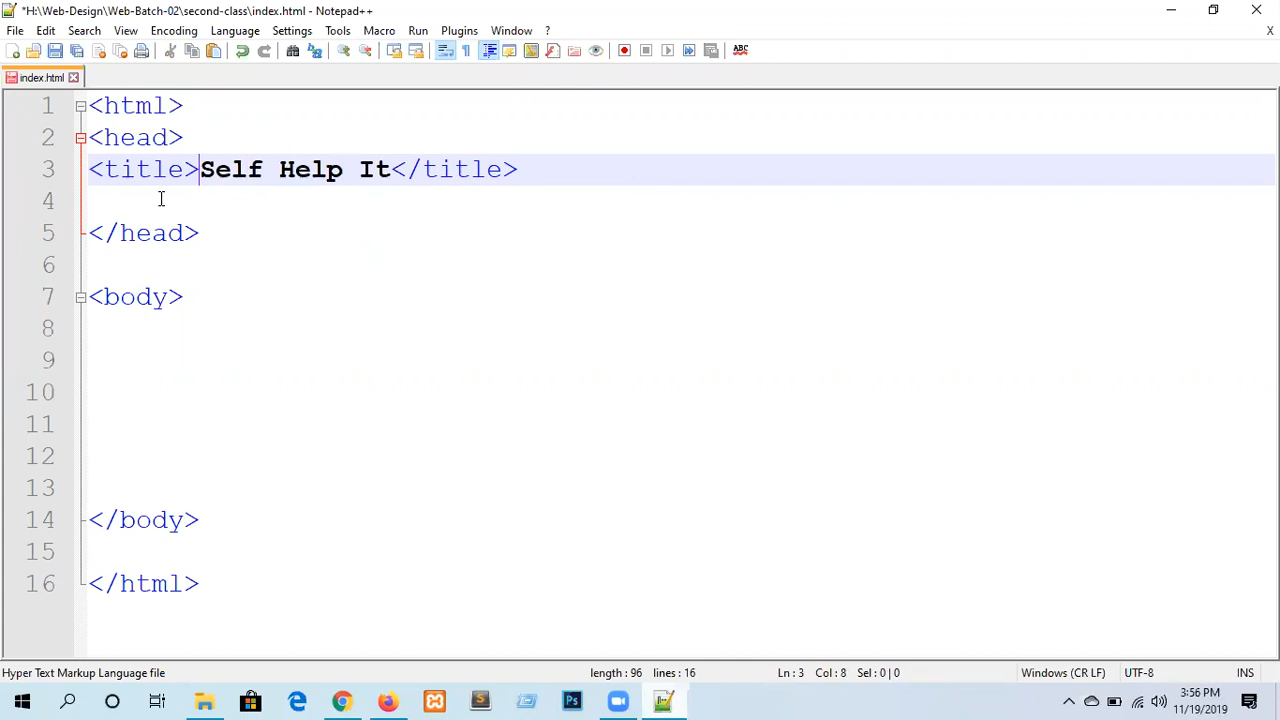 *H:\Web-Design\Web-Batch-02\second-class\index.html - Notepad++
File Edit Search View Encoding Language Settings Tools Macro Run Plugins Window ? X
ABC
index.html
1 <html>
2 <head>
3 <title>Self Help It</title>
4
5 </head>
6
7 <body>
8
9
10
11
12
13
14 </body>
15
16 </html>
Hyper Text Markup Language file length : 96 lines : 16 Ln : 3 Col : 8 Sel : 0 | 0 Windows (CR LF) UTF-8 INS
Ps 3:56 PM
11/19/2019